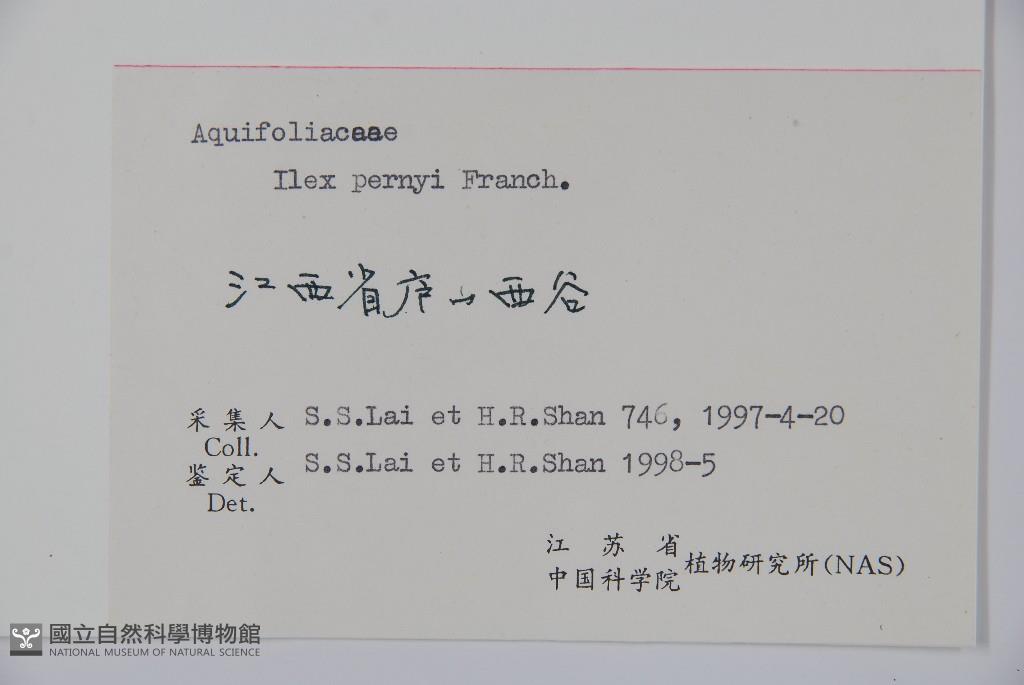 Aquifoliaceae
Ilex pernyi Franch.
江西省庐山西谷
采集人 S.S.Lai et H.R.Shan 746, 1997-4-20
Coll.
鉴定人 S.S.Lai et H.R.Shan 1998-5
Det.
江苏省
中国科学院 植物研究所(NAS)
國立自然科學博物館
NATIONAL MUSEUM OF NATURAL SCIENCE